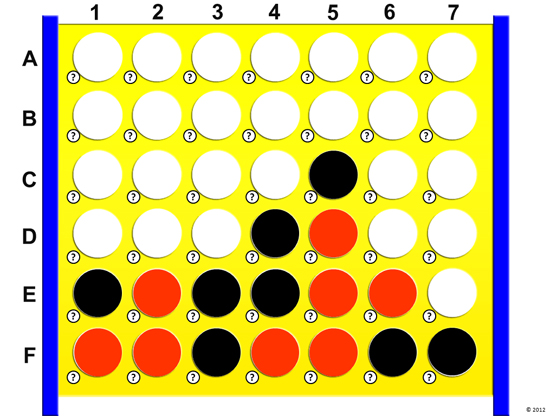 1 2 3 4 5 6 7
A
? ? ? ? ? ? ?
B
? ? ? ? ? ? ?
C
? ? ? ? ? ? ?
D
? ? ? ? ? ? ?
E
? ? ? ? ? ? ?
F
? ? ? ? ? ? ?
© 2012